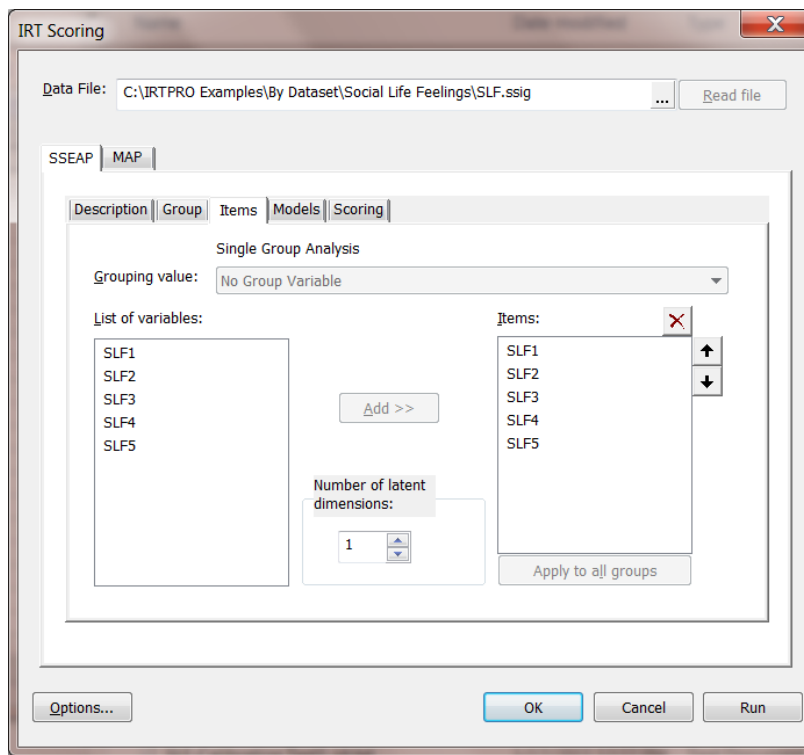 IRT Scoring
Data File: C:\IRTPRO Examples\By Dataset\Social Life Feelings\SLF.ssig ... Read file
SSEAP MAP
Description Group Items Models Scoring
Single Group Analysis
Grouping value: No Group Variable
List of variables: Items:
SLF1 SLF1
SLF2 SLF2
SLF3 SLF3
SLF4 SLF4
SLF5 SLF5
Add >>
Number of latent
dimensions:
1
Apply to all groups
Options... OK Cancel Run